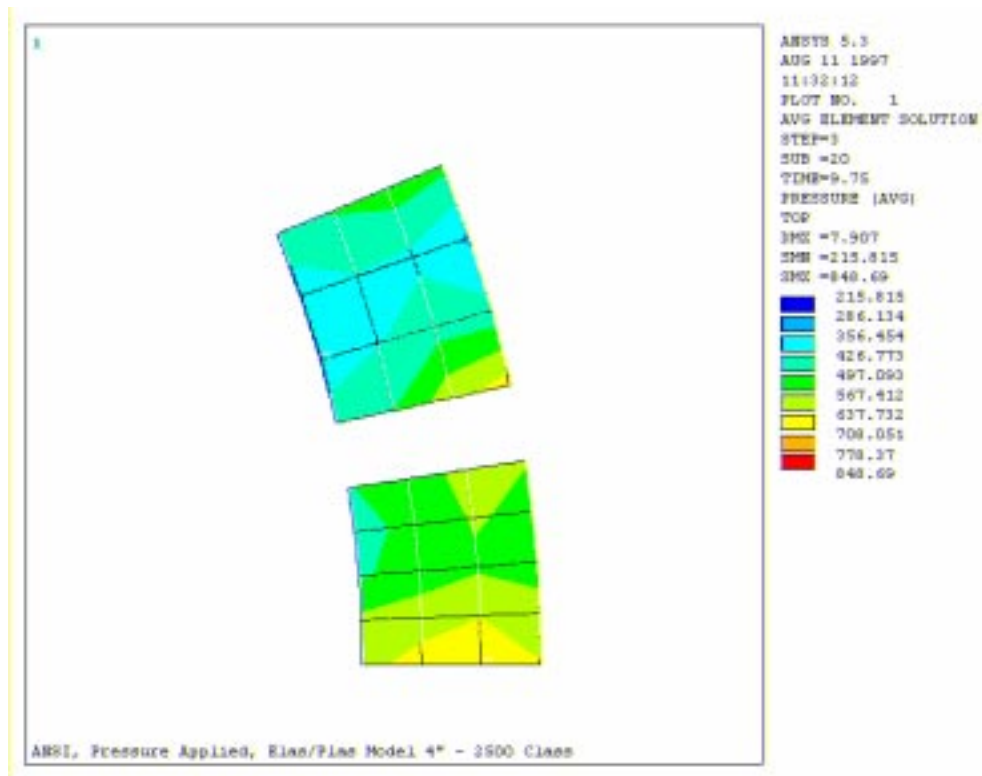 1
ANSYS 5.3
AUG 11 1997
11:32:12
PLOT NO. 1
AVG ELEMENT SOLUTION
STEP=3
SUB =20
TIME=9.75
PRESSURE (AVG)
TOP
DMX =7.907
SMN =215.815
SMX =848.69
215.815
286.134
356.454
426.773
497.093
567.412
637.732
708.051
778.37
848.69
ANSI, Pressure Applied, Elas/Plas Model 4" - 2500 Class